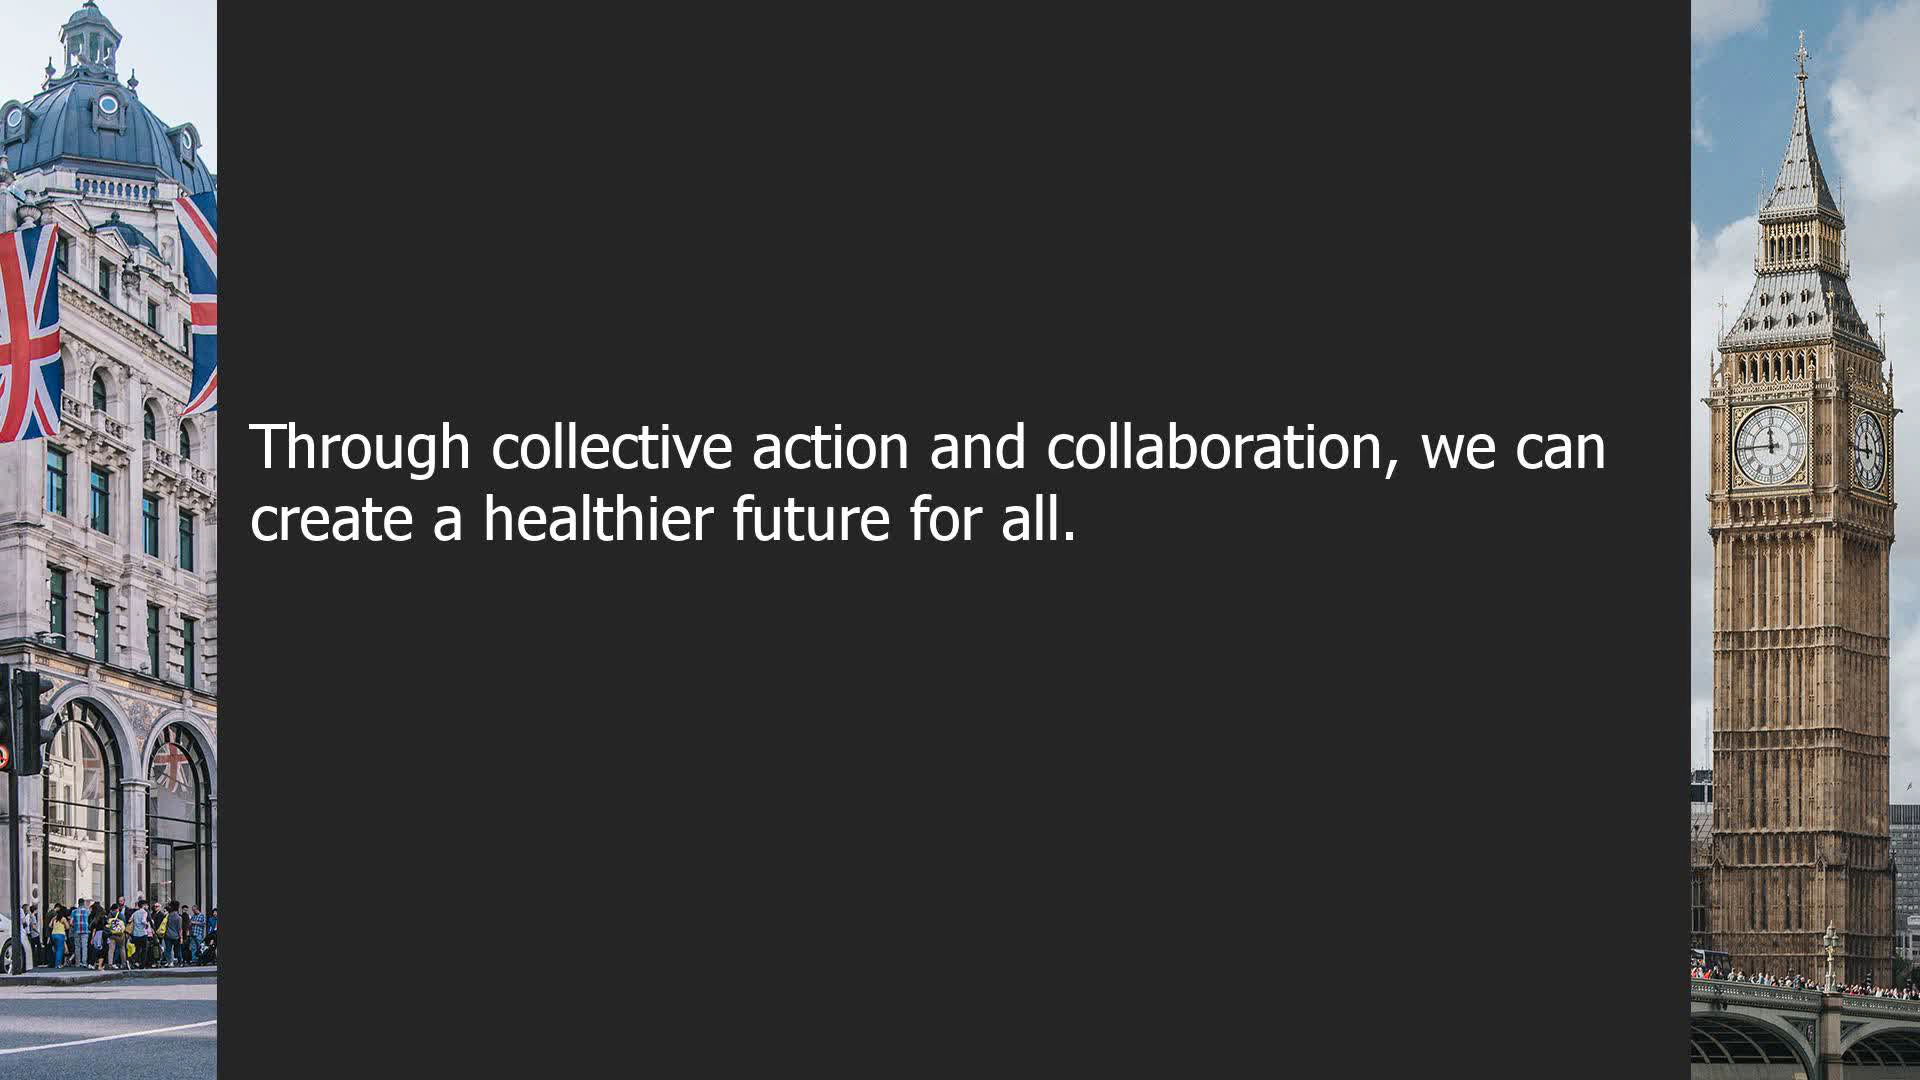 Through collective action and collaboration, we can
create a healthier future for all.